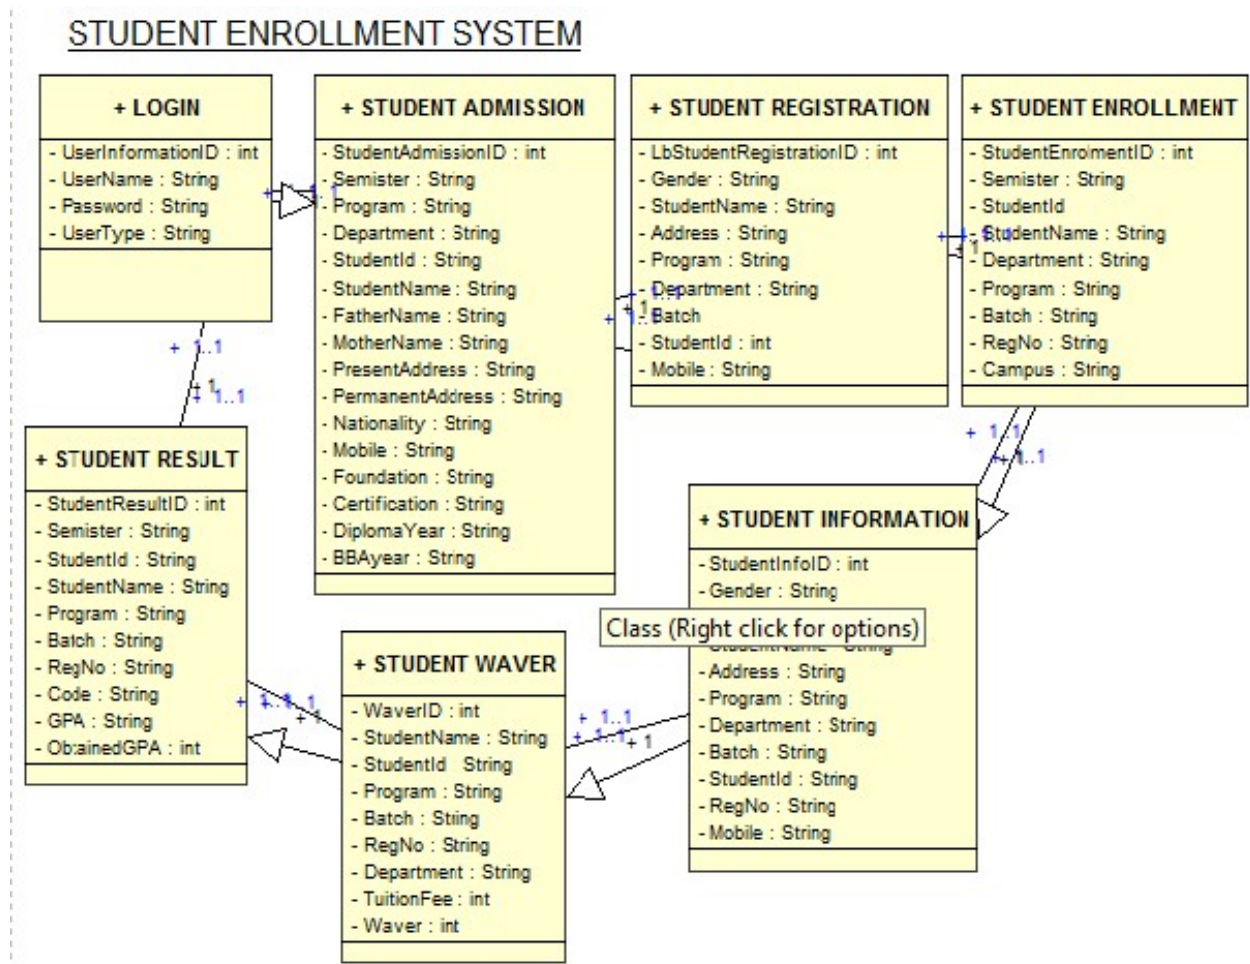 STUDENT ENROLLMENT SYSTEM
+ LOGIN
- UserInformationID : int
- UserName : String
- Password : String
- UserType : String
+ STUDENT ADMISSION
- StudentAdmissionID : int
- Semister : String
- Program : String
- Department : String
- StudentId : String
- StudentName : String
- FatherName : String
- MotherName : String
- PresentAddress : String
- PermanentAddress : String
- Nationality : String
- Mobile : String
- Foundation : String
- Certification : String
- DiplomaYear : String
- BBAyear : String
+ STUDENT REGISTRATION
- LbStudentRegistrationID : int
- Gender : String
- StudentName : String
- Address : String
- Program : String
- Department : String
- Batch
- StudentId : int
- Mobile : String
+ STUDENT ENROLLMENT
- StudentEnrolmentID : int
- Semister : String
- StudentId
- StudentName : String
- Department : String
- Program : String
- Batch : String
- RegNo : String
- Campus : String
+ 1..1
+ 1
+ 1..1
+ STUDENT RESULT
- StudentResultID : int
- Semister : String
- StudentId : String
- StudentName : String
- Program : String
- Batch : String
- RegNo : String
- Code : String
- GPA : String
- ObtainedGPA : int
+ 1
+ STUDENT WAVER
- WaverID : int
- StudentName : String
- StudentId String
- Program : String
- Batch : String
- RegNo : String
- Department : String
- TuitionFee : int
- Waver : int
+ 1..1
+ 1..1
+ 1
+ 1..1
+ 1..1
+ STUDENT INFORMATION
- StudentInfoID : int
- Gender : String
Class (Right click for options)
- Address : String
- Program : String
- Department : String
- Batch : String
- StudentId : String
- RegNo : String
- Mobile : String